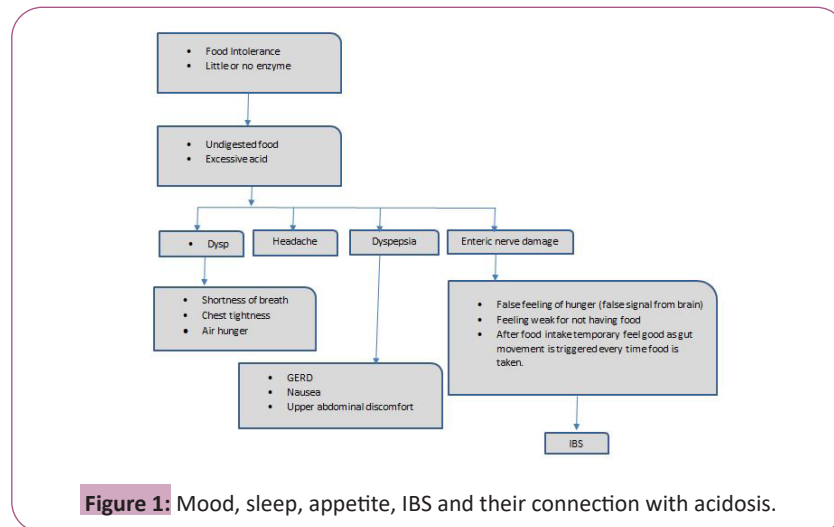 • Food Intolerance
• Little or no enzyme
• Undigested food
• Excessive acid
• Dysp
Headache
Dyspepsia
Enteric nerve damage
• Shortness of breath
• Chest tightness
• Air hunger
• False feeling of hunger (false signal from brain)
• Feeling weak for not having food
• After food intake temporary feel good as gut
movement is triggered every time food is
taken.
• GERD
• Nausea
• Upper abdominal discomfort
IBS
Figure 1: Mood, sleep, appetite, IBS and their connection with acidosis.